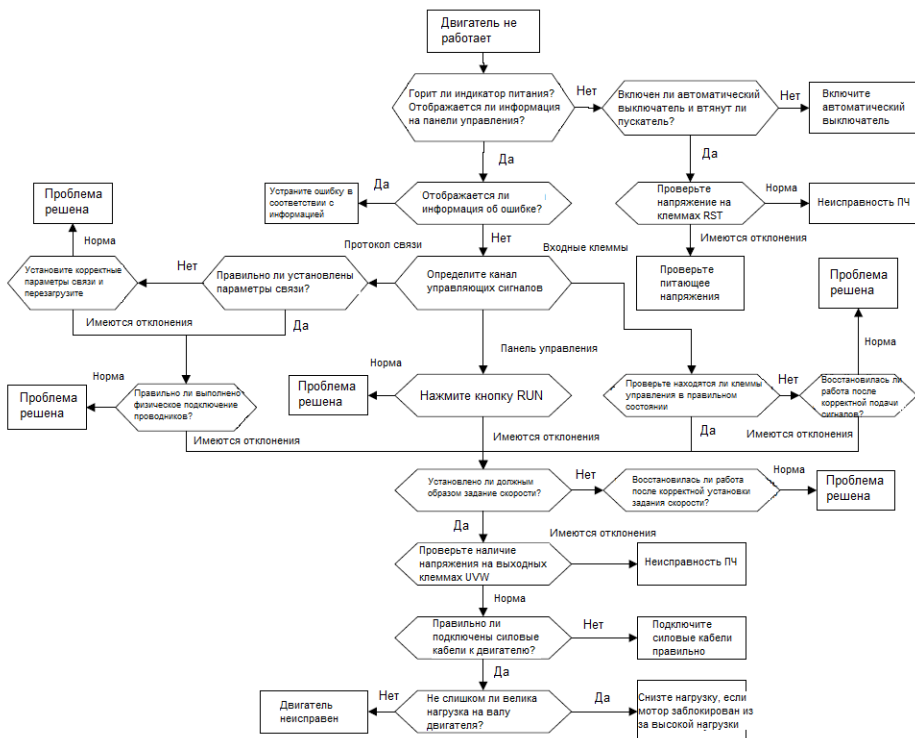 Двигатель не
работает
Горит ли индикатор питания?
Отображается ли информация
на панели управления?
Нет
Включен ли автоматический
выключатель и втянут ли
пускатель?
Нет
Включите
автоматический
выключатель
Да
Да
Проблема
решена
Устраните ошибку в
соответствии с
информацией
Да
Отображается ли
информация об ошибке?
Проверьте
напряжение на
клеммах RST
Норма
Неисправность ПЧ
Норма
Протокол связи
Нет
Входные клеммы
Имеются отклонения
Установите корректные
параметры связи и
перезагрузите
Нет
Правильно ли установлены
параметры связи?
Определите канал
управляющих сигналов
Проверьте
питающее
напряжения
Проблема
решена
Имеются отклонения
Да
Панель управления
Норма
Проблема
решена
Норма
Правильно ли выполнено
физическое подключение
проводников?
Проблема
решена
Норма
Нажмите кнопку RUN
Проверьте находятся ли клеммы
управления в правильном
состоянии
Нет
Восстановилась ли
работа после
корректной подачи
сигналов?
Имеются отклонения
Имеются отклонения
Да
Имеются отклонения
Установлено ли должным
образом задание скорости?
Нет
Восстановилась ли работа
после корректной установки
задания скорости?
Норма
Проблема
решена
Да
Имеются отклонения
Проверьте наличие
напряжения на выходных
клеммах UVW
Неисправность ПЧ
Норма
Правильно ли
подключены силовые
кабели к двигателю?
Нет
Подключите
силовые кабели
правильно
Да
Двигатель
неисправен
Нет
Не слишком ли велика
нагрузка на валу
двигателя?
Да
Снизте нагрузку, если
мотор заблокирован из
за высокой нагрузки